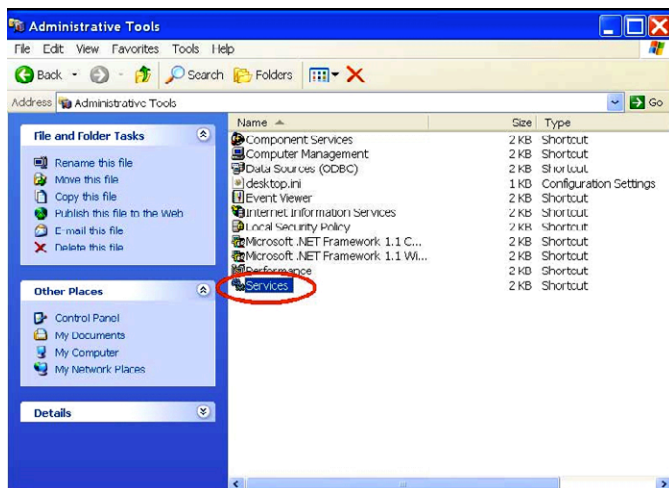 Administrative Tools
File Edit View Favorites Tools Help
Back Search Folders
Address Administrative Tools Go
File and Folder Tasks
Rename this file
Move this file
Copy this file
Publish this file to the Web
E-mail this file
Delete this file
Other Places
Control Panel
My Documents
My Computer
My Network Places
Details
Name Size Type
Component Services 2 KB Shortcut
Computer Management 2 KB Shortcut
Data Sources (ODBC) 2 KB Shortcut
desktop.ini 1 KB Configuration Settings
Event Viewer 2 KB Shortcut
Internet Information Services 2 KB Shortcut
Local Security Policy 2 KB Shortcut
Microsoft .NET Framework 1.1 C... 2 KB Shortcut
Microsoft .NET Framework 1.1 Wi... 2 KB Shortcut
Performance 2 KB Shortcut
Services 2 KB Shortcut